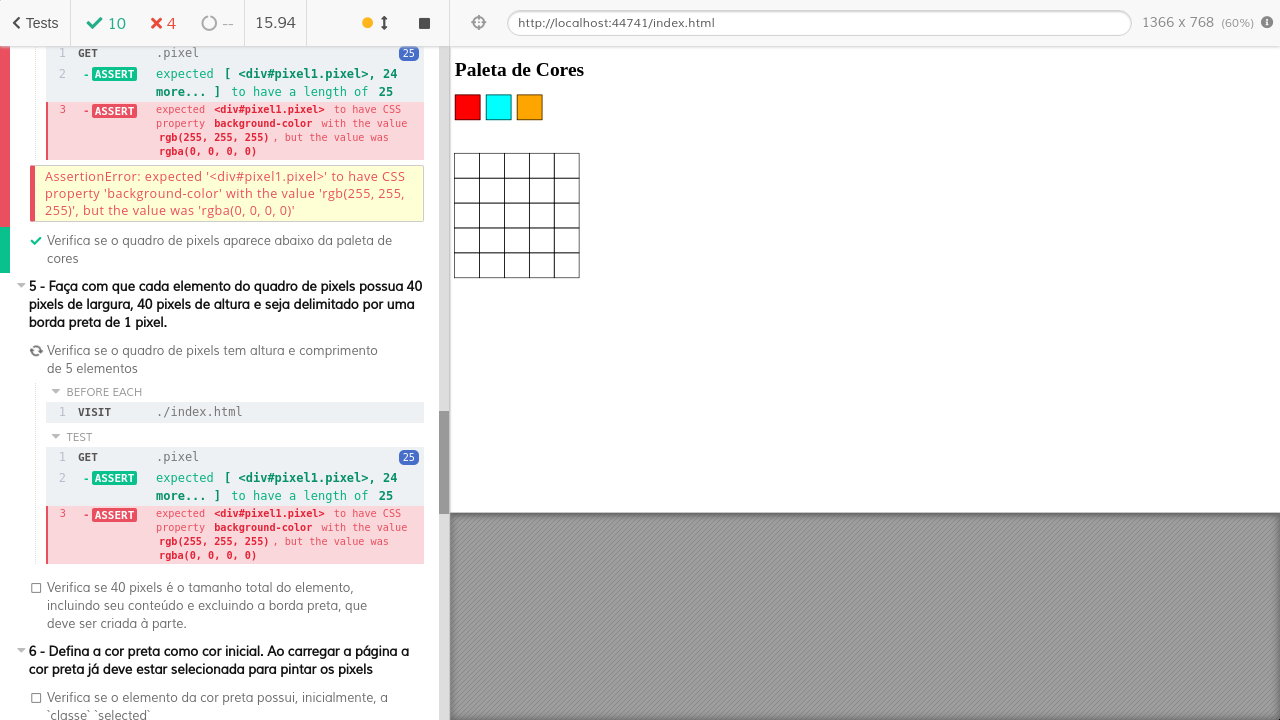 Tests 10 4 -- 15.94
http://localhost:44741/index.html 1366 x 768 (60%)
1 GET .pixel 25
2 -ASSERT expected [ <div#pixel1.pixel>, 24
more... ] to have a length of 25
3 -ASSERT expected <div#pixel1.pixel> to have CSS
property background-color with the value
rgb(255, 255, 255), but the value was
rgba(0, 0, 0, 0)
AssertionError: expected '<div#pixel1.pixel>' to have CSS
property 'background-color' with the value 'rgb(255, 255,
255)', but the value was 'rgba(0, 0, 0, 0)'
Verifica se o quadro de pixels aparece abaixo da paleta de
cores
5 - Faça com que cada elemento do quadro de pixels possua 40
pixels de largura, 40 pixels de altura e seja delimitado por uma
borda preta de 1 pixel.
Verifica se o quadro de pixels tem altura e comprimento
de 5 elementos
BEFORE EACH
1 VISIT ./index.html
TEST
1 GET .pixel 25
2 -ASSERT expected [ <div#pixel1.pixel>, 24
more... ] to have a length of 25
3 -ASSERT expected <div#pixel1.pixel> to have CSS
property background-color with the value
rgb(255, 255, 255), but the value was
rgba(0, 0, 0, 0)
Verifica se 40 pixels é o tamanho total do elemento,
incluindo seu conteúdo e excluindo a borda preta, que
deve ser criada à parte.
6 - Defina a cor preta como cor inicial. Ao carregar a página a
cor preta já deve estar selecionada para pintar os pixels
Verifica se o elemento da cor preta possui, inicialmente, a
`classe` `selected`
Paleta de Cores